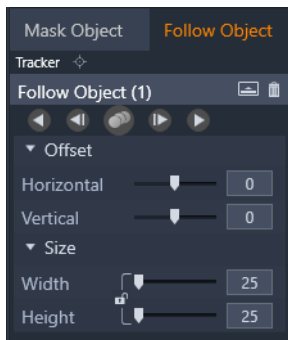 Mask Object Follow Object
Tracker
Follow Object (1)
Offset
Horizontal 0
Vertical 0
Size
Width 25
Height 25